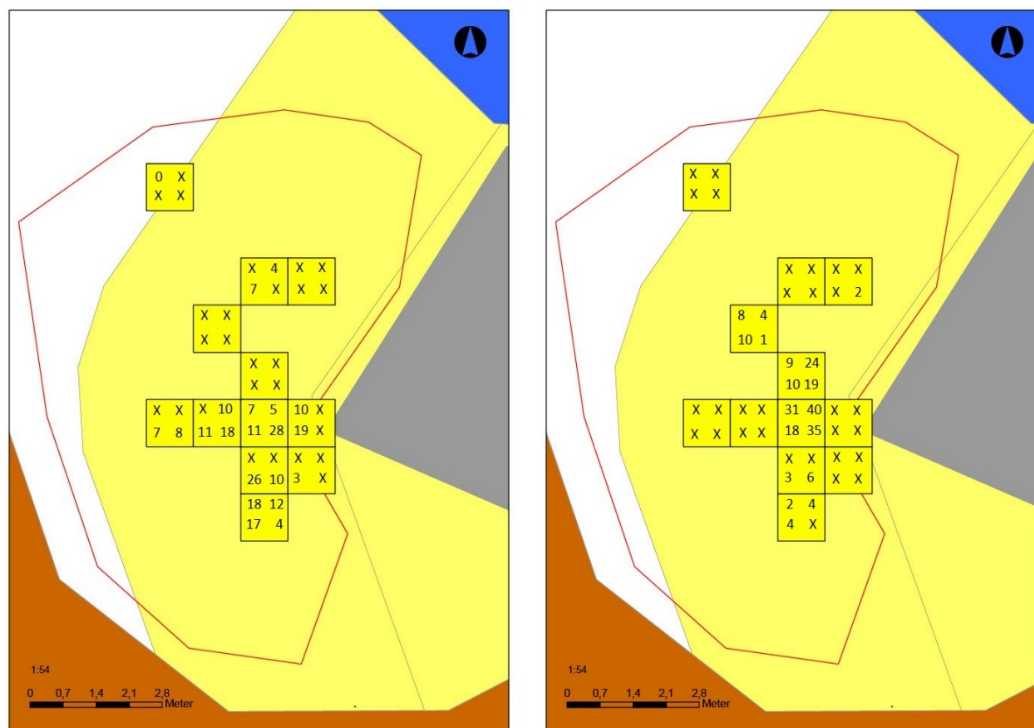 0 X
X X
X 4 X X
7 X X X
X X
X X
X X
X X
X X X 10 7 5 10 X
7 8 11 18 11 28 19 X
X X X X
26 10 3 X
18 12
17 4
1:54
0 0,7 1,4 2,1 2,8
Meter
X X
X X
X X X X
X X X 2
8 4
10 1
9 24
10 19
X X X X 31 40 X X
X X X X 18 35 X X
X X X X
3 6 X X
2 4
4 X
1:54
0 0,7 1,4 2,1 2,8
Meter